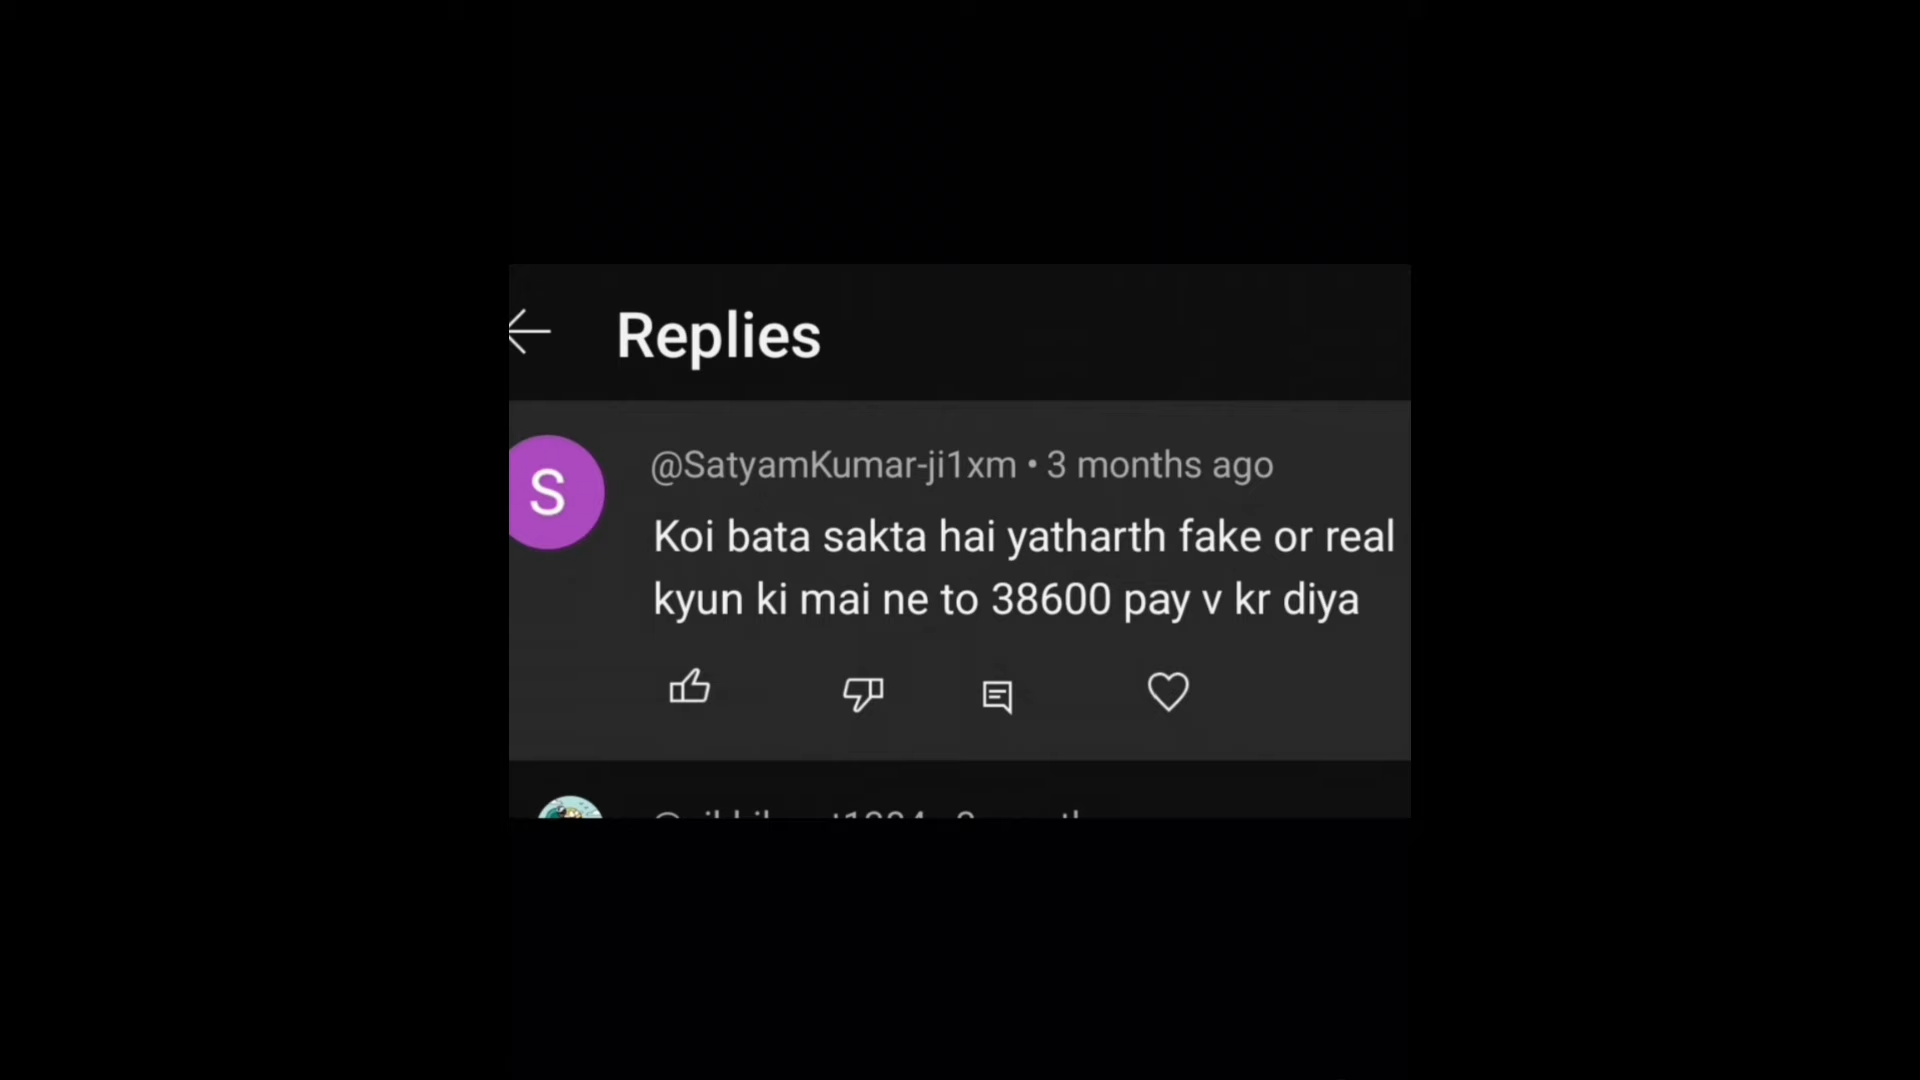 Replies
S
@SatyamKumar-ji1xm • 3 months ago
Koi bata sakta hai yatharth fake or real
kyun ki mai ne to 38600 pay v kr diya